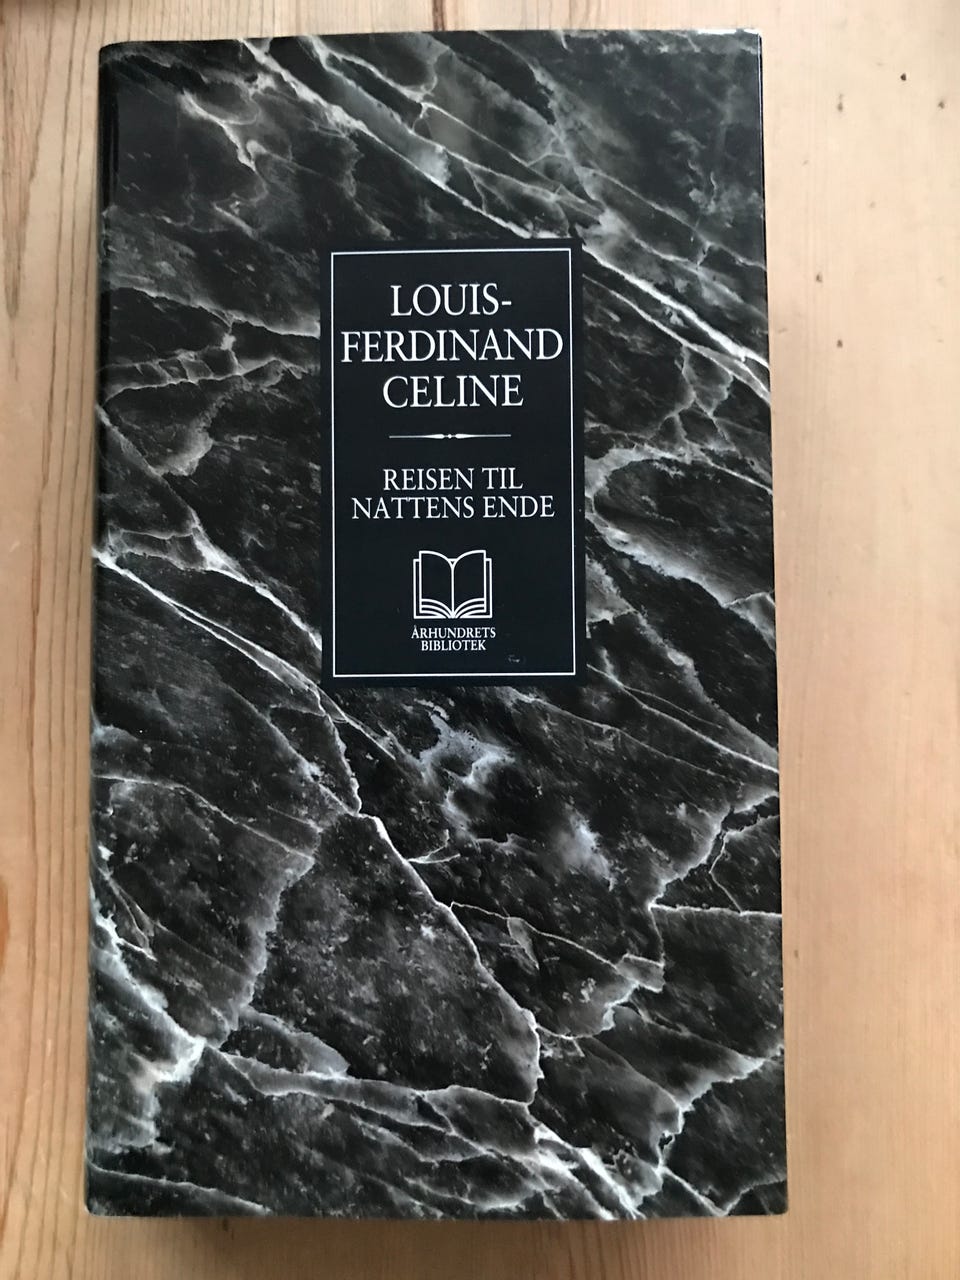 LOUIS-
FERDINAND
CELINE
REISEN TIL
NATTENS ENDE
ÅRHUNDRETS
BIBLIOTEK